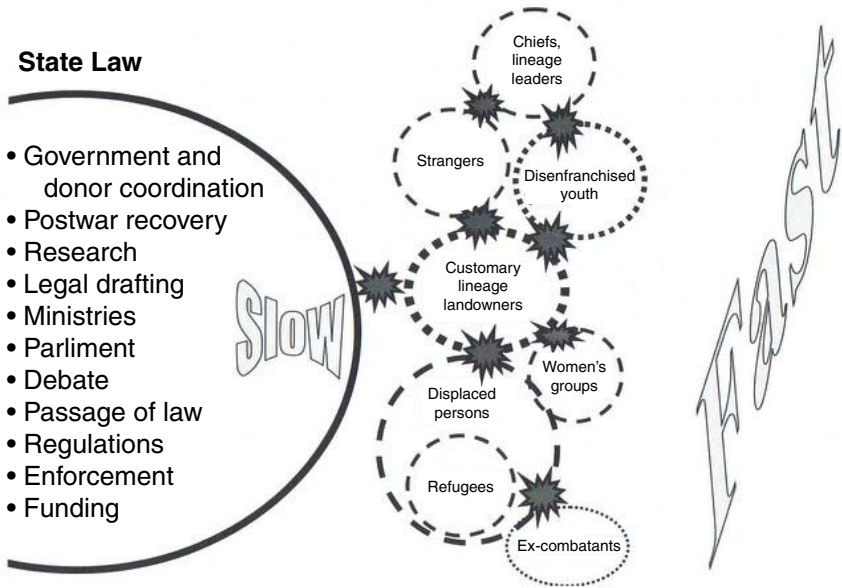 State Law
• Government and
donor coordination
• Postwar recovery
• Research
• Legal drafting
• Ministries
• Parliment
• Debate
• Passage of law
• Regulations
• Enforcement
• Funding
Slow
Chiefs,
lineage
leaders
Strangers
Disenfranchised
youth
Customary
lineage
landowners
Women's
groups
Displaced
persons
Refugees
Ex-combatants
Fast